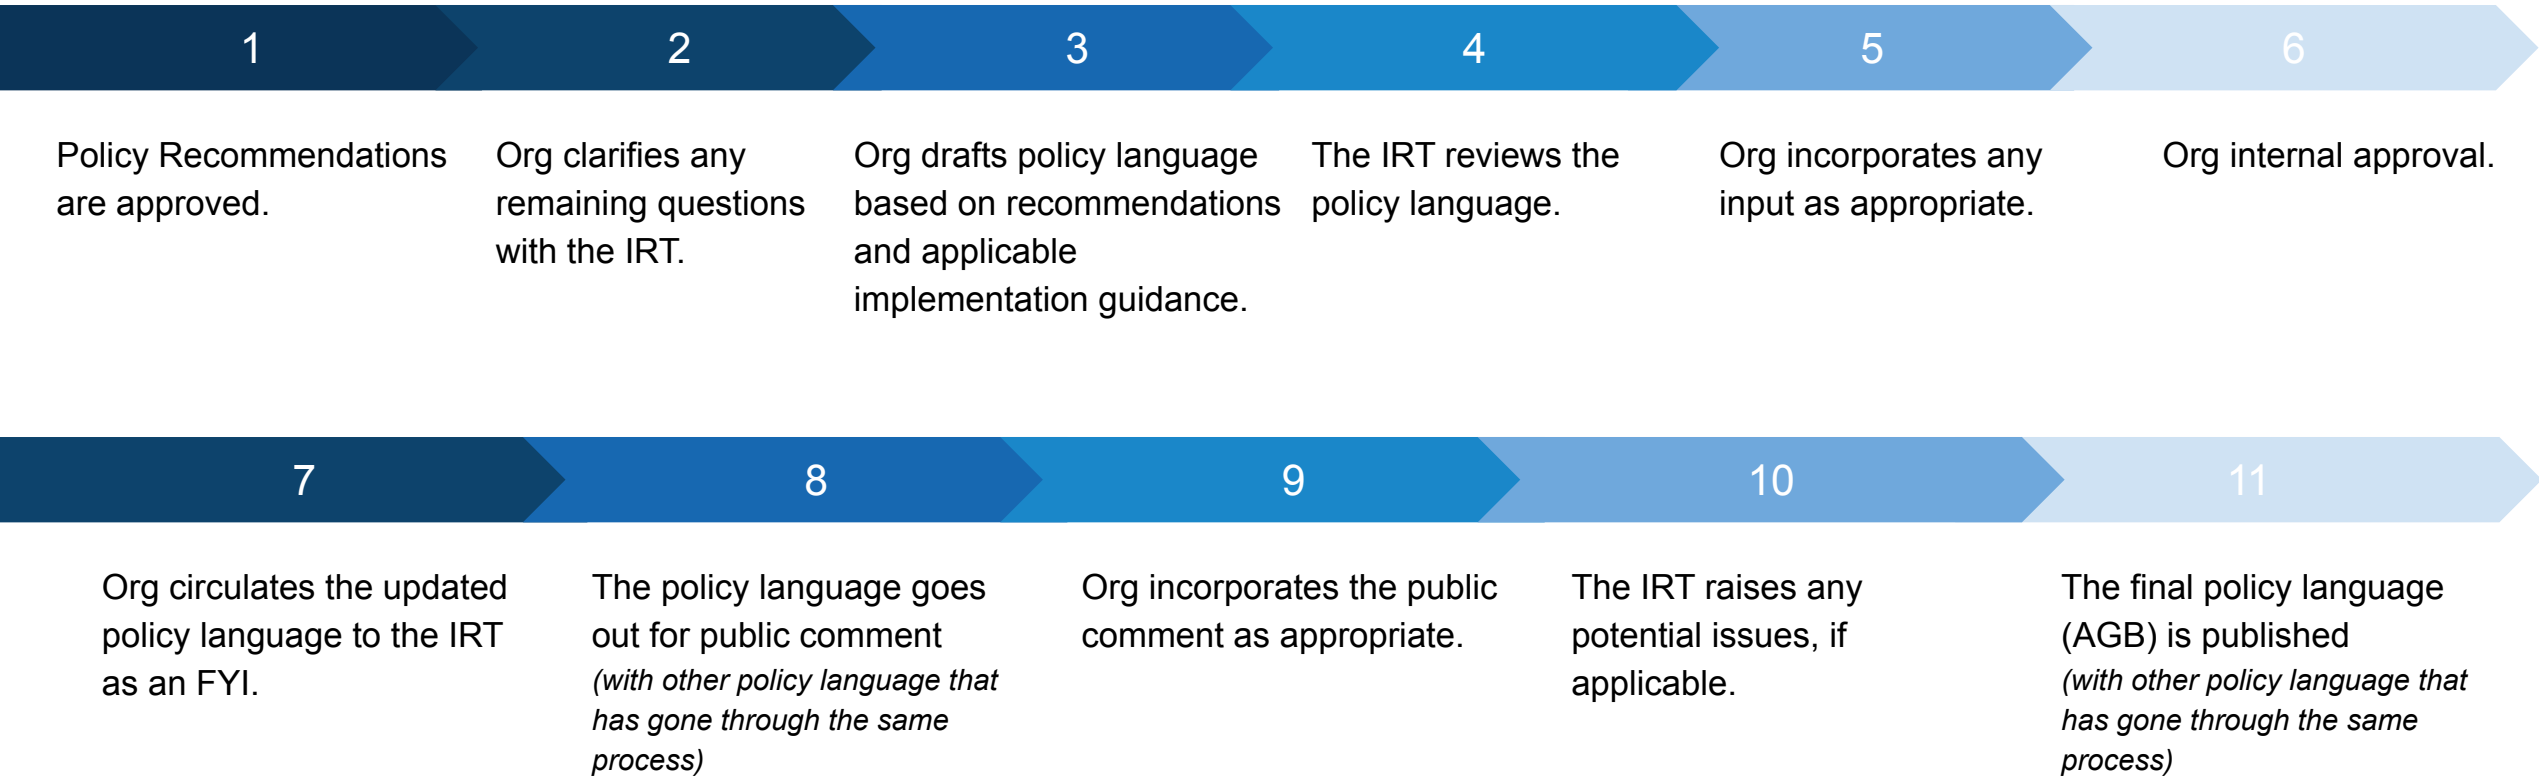 1
2
3
4
5
6
Policy Recommendations
are approved.
Org clarifies any
remaining questions
with the IRT.
Org drafts policy language
based on recommendations
and applicable
implementation guidance.
The IRT reviews the
policy language.
Org incorporates any
input as appropriate.
Org internal approval.
7
8
9
10
11
Org circulates the updated
policy language to the IRT
as an FYI.
The policy language goes
out for public comment
(with other policy language that
has gone through the same
process)
Org incorporates the public
comment as appropriate.
The IRT raises any
potential issues, if
applicable.
The final policy language
(AGB) is published
(with other policy language that
has gone through the same
process)